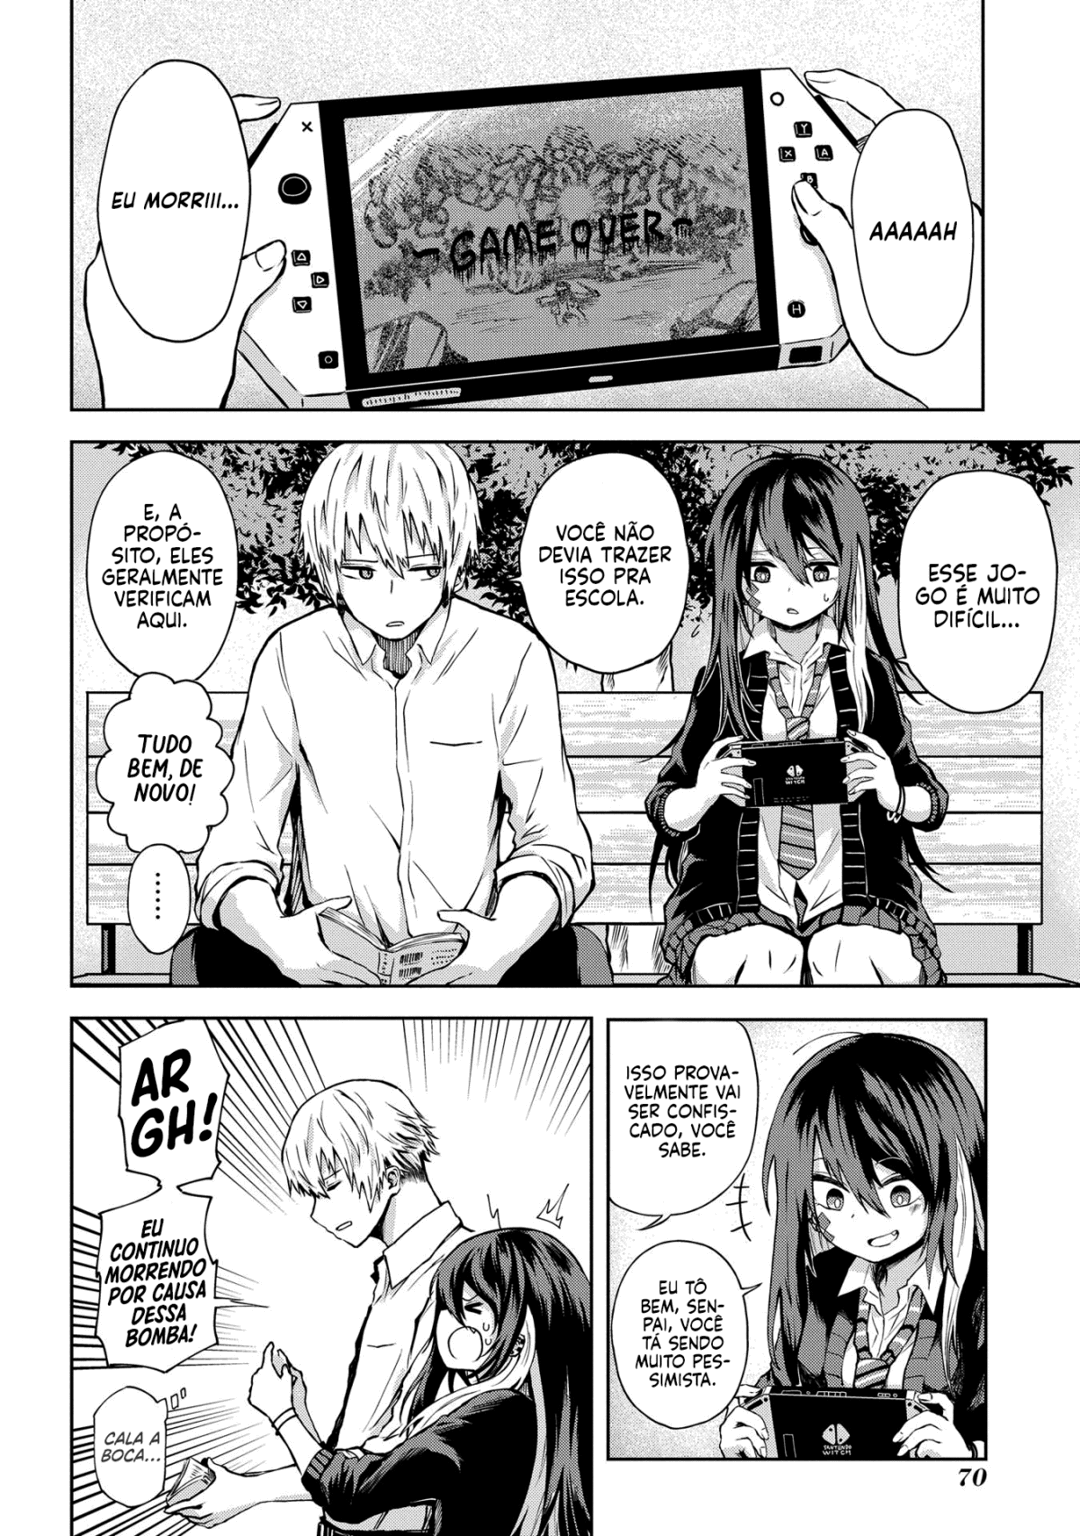 AAAAAH
EU MORRIII...
X
Y
X
A
B
H
~GAME OVER~
ESSE JO-
GO É MUITO
DIFÍCIL...
VOCÊ NÃO
DEVIA TRAZER
ISSO PRA
ESCOLA.
E, A
PROPÓ-
SITO, ELES
GERALMENTE
VERIFICAM
AQUI.
TUDO
BEM, DE
NOVO!
......
WITCH
ISSO PROVA-
VELMENTE VAI
SER CONFIS-
CADO, VOCÊ
SABE.
EU TÔ
BEM, SEN-
PAI, VOCÊ
TÁ SENDO
MUITO PES-
SIMISTA.
SANTENDO
WITCH
AR
GH!
EU
CONTINUO
MORRENDO
POR CAUSA
DESSA
BOMBA!
CALA A
BOCA...
70